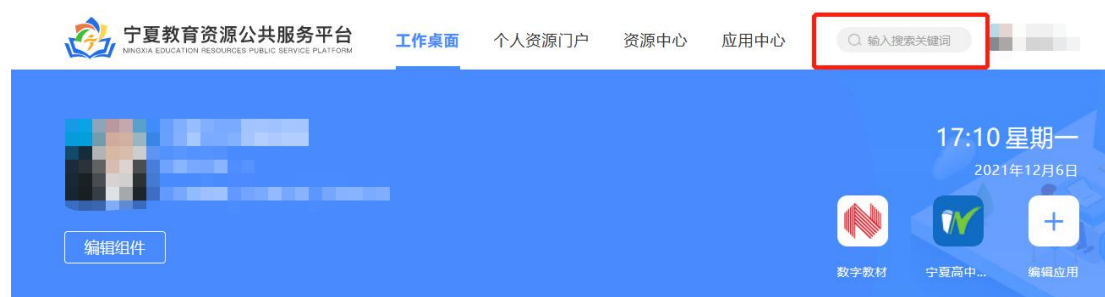 宁夏教育资源公共服务平台
NINGXIA EDUCATION RESOURCES PUBLIC SERVICE PLATFORM
工作桌面 个人资源门户 资源中心 应用中心 输入搜索关键词
17:10 星期一
2021年12月6日
编辑组件
数字教材 宁夏高中... 编辑应用